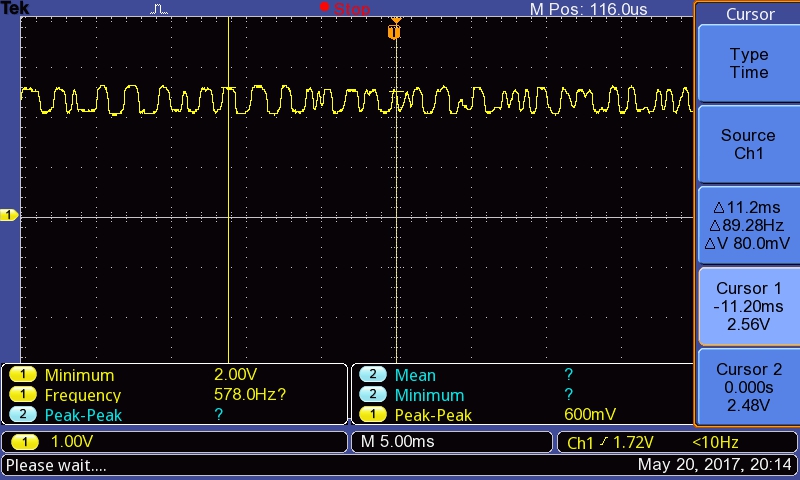 Tek Stop M Pos: 116.0us Cursor
T
Type
Time
Source
Ch1
△11.2ms
△89.28Hz
△V 80.0mV
1
Cursor 1
-11.20ms
2.56V
Cursor 2
0.000s
2.48V
1 Minimum 2.00V
1 Frequency 578.0Hz?
2 Peak-Peak ?
2 Mean ?
2 Minimum ?
1 Peak-Peak 600mV
1 1.00V M 5.00ms Ch1 / 1.72V <10Hz
Please wait.... May 20, 2017, 20:14